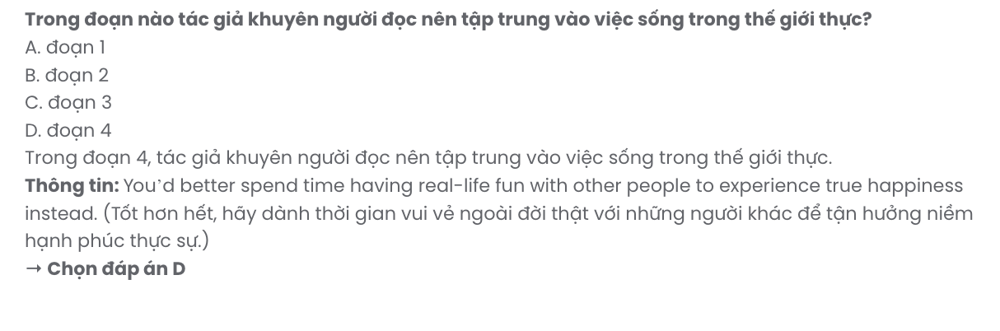 Trong đoạn nào tác giả khuyên người đọc nên tập trung vào việc sống trong thế giới thực?
A. đoạn 1
B. đoạn 2
C. đoạn 3
D. đoạn 4
Trong đoạn 4, tác giả khuyên người đọc nên tập trung vào việc sống trong thế giới thực.
Thông tin: You’d better spend time having real-life fun with other people to experience true happiness
instead. (Tốt hơn hết, hãy dành thời gian vui vẻ ngoài đời thật với những người khác để tận hưởng niềm
hạnh phúc thực sự.)
→ Chọn đáp án D